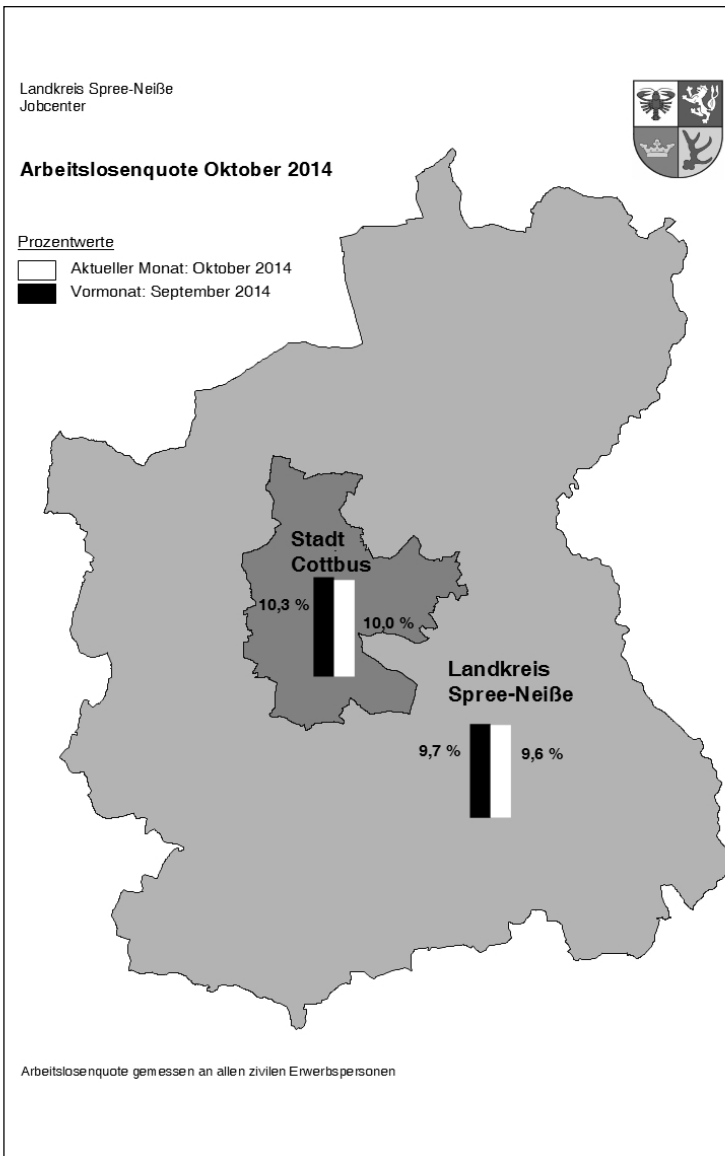 Landkreis Spree-Neiße
Jobcenter
Arbeitslosenquote Oktober 2014
Prozentwerte
Aktueller Monat: Oktober 2014
Vormonat: September 2014
Stadt
Cottbus
10,3 %
10,0 %
Landkreis
Spree-Neiße
9,7 %
9,6 %
Arbeitslosenquote gemessen an allen zivilen Erwerbspersonen